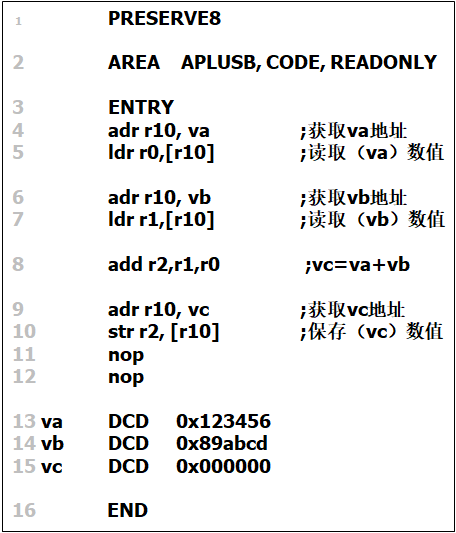 1 PRESERVE8
2 AREA APLUSB, CODE, READONLY
3 ENTRY
4 adr r10, va ;获取va地址
5 ldr r0,[r10] ;读取（va）数值
6 adr r10, vb ;获取vb地址
7 ldr r1,[r10] ;读取（vb）数值
8 add r2,r1,r0 ;vc=va+vb
9 adr r10, vc ;获取vc地址
10 str r2, [r10] ;保存（vc）数值
11 nop
12 nop
13 va DCD 0x123456
14 vb DCD 0x89abcd
15 vc DCD 0x000000
16 END